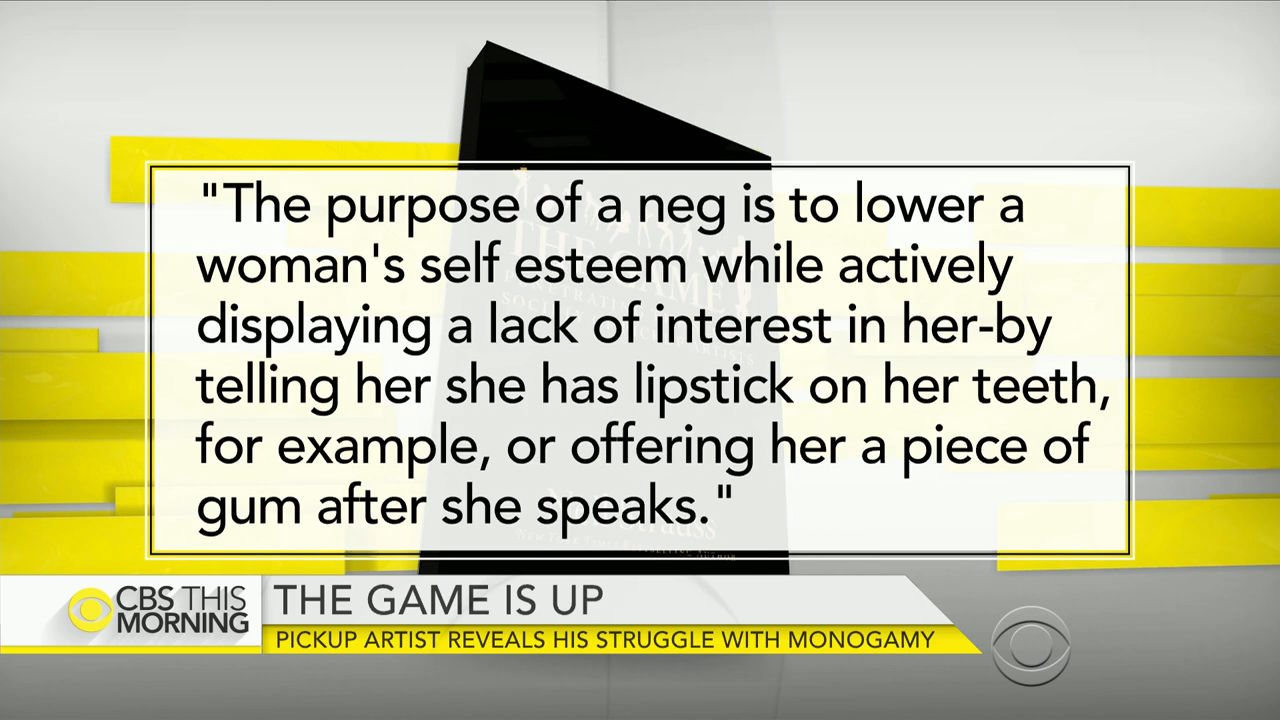 "The purpose of a neg is to lower a
woman's self esteem while actively
displaying a lack of interest in her-by
telling her she has lipstick on her teeth,
for example, or offering her a piece of
gum after she speaks."
THE GAME
CBS THIS
MORNING
THE GAME IS UP
PICKUP ARTIST REVEALS HIS STRUGGLE WITH MONOGAMY